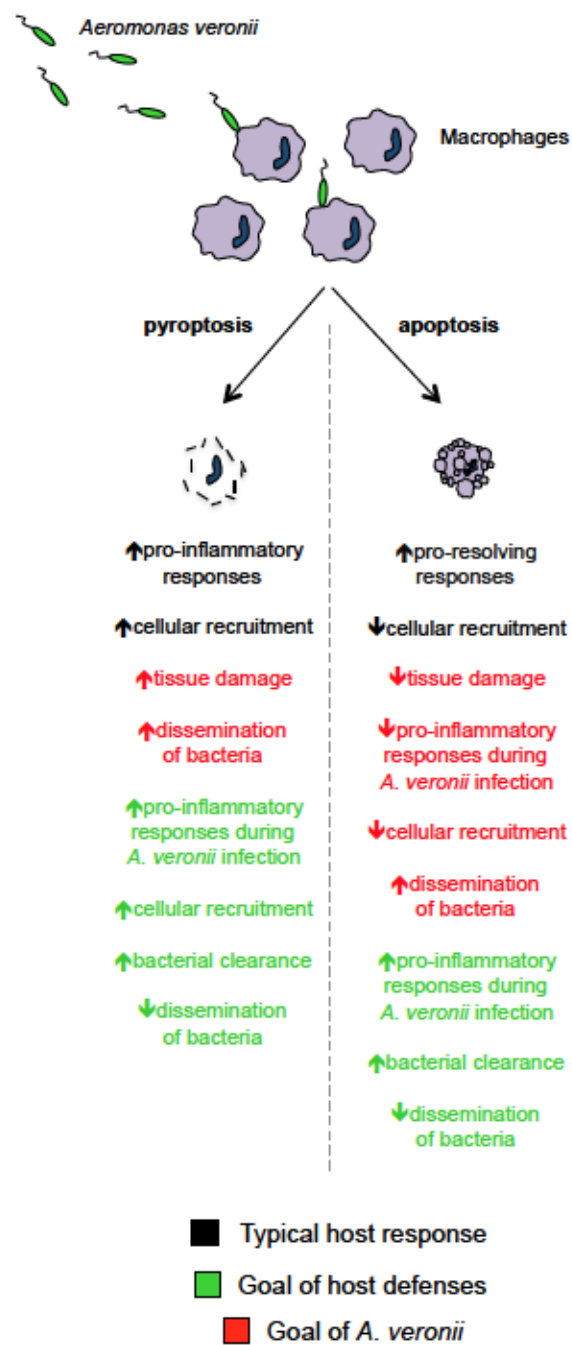 Aeromonas veronii
Macrophages
pyroptosis
apoptosis
↑pro-inflammatory
responses
↑cellular recruitment
↑tissue damage
↑dissemination
of bacteria
↑pro-inflammatory
responses during
A. veronii infection
↑cellular recruitment
↑bacterial clearance
↓dissemination
of bacteria
↑pro-resolving
responses
↓cellular recruitment
↓tissue damage
↓pro-inflammatory
responses during
A. veronii infection
↓cellular recruitment
↑dissemination
of bacteria
↑pro-inflammatory
responses during
A. veronii infection
↑bacterial clearance
↓dissemination
of bacteria
Typical host response
Goal of host defenses
Goal of A. veronii